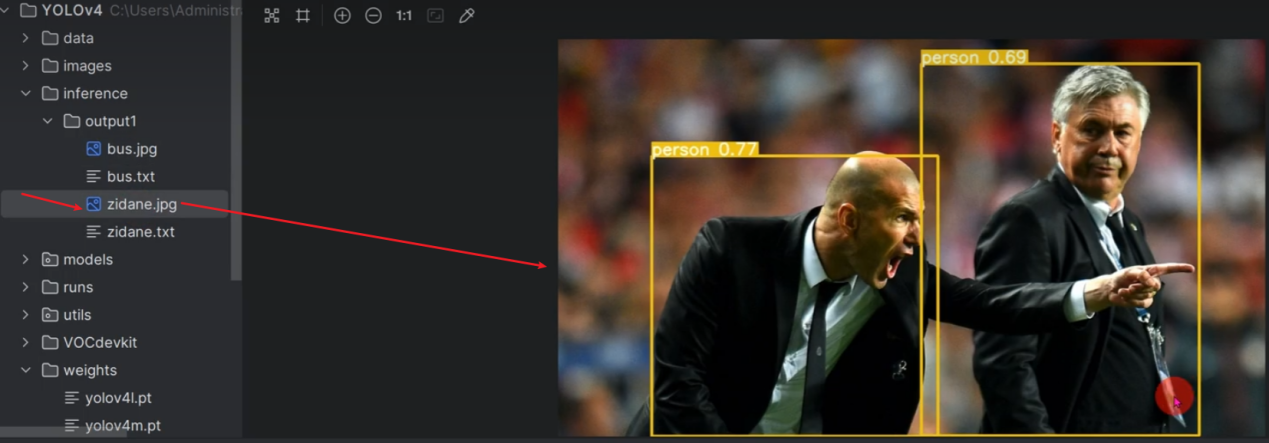 YOLOv4 C:\Users\Administra
data
images
inference
output1
bus.jpg
bus.txt
zidane.jpg
zidane.txt
models
runs
utils
VOCdevkit
weights
yolov4l.pt
yolov4m.pt
1:1
person 0.69
person 0.77